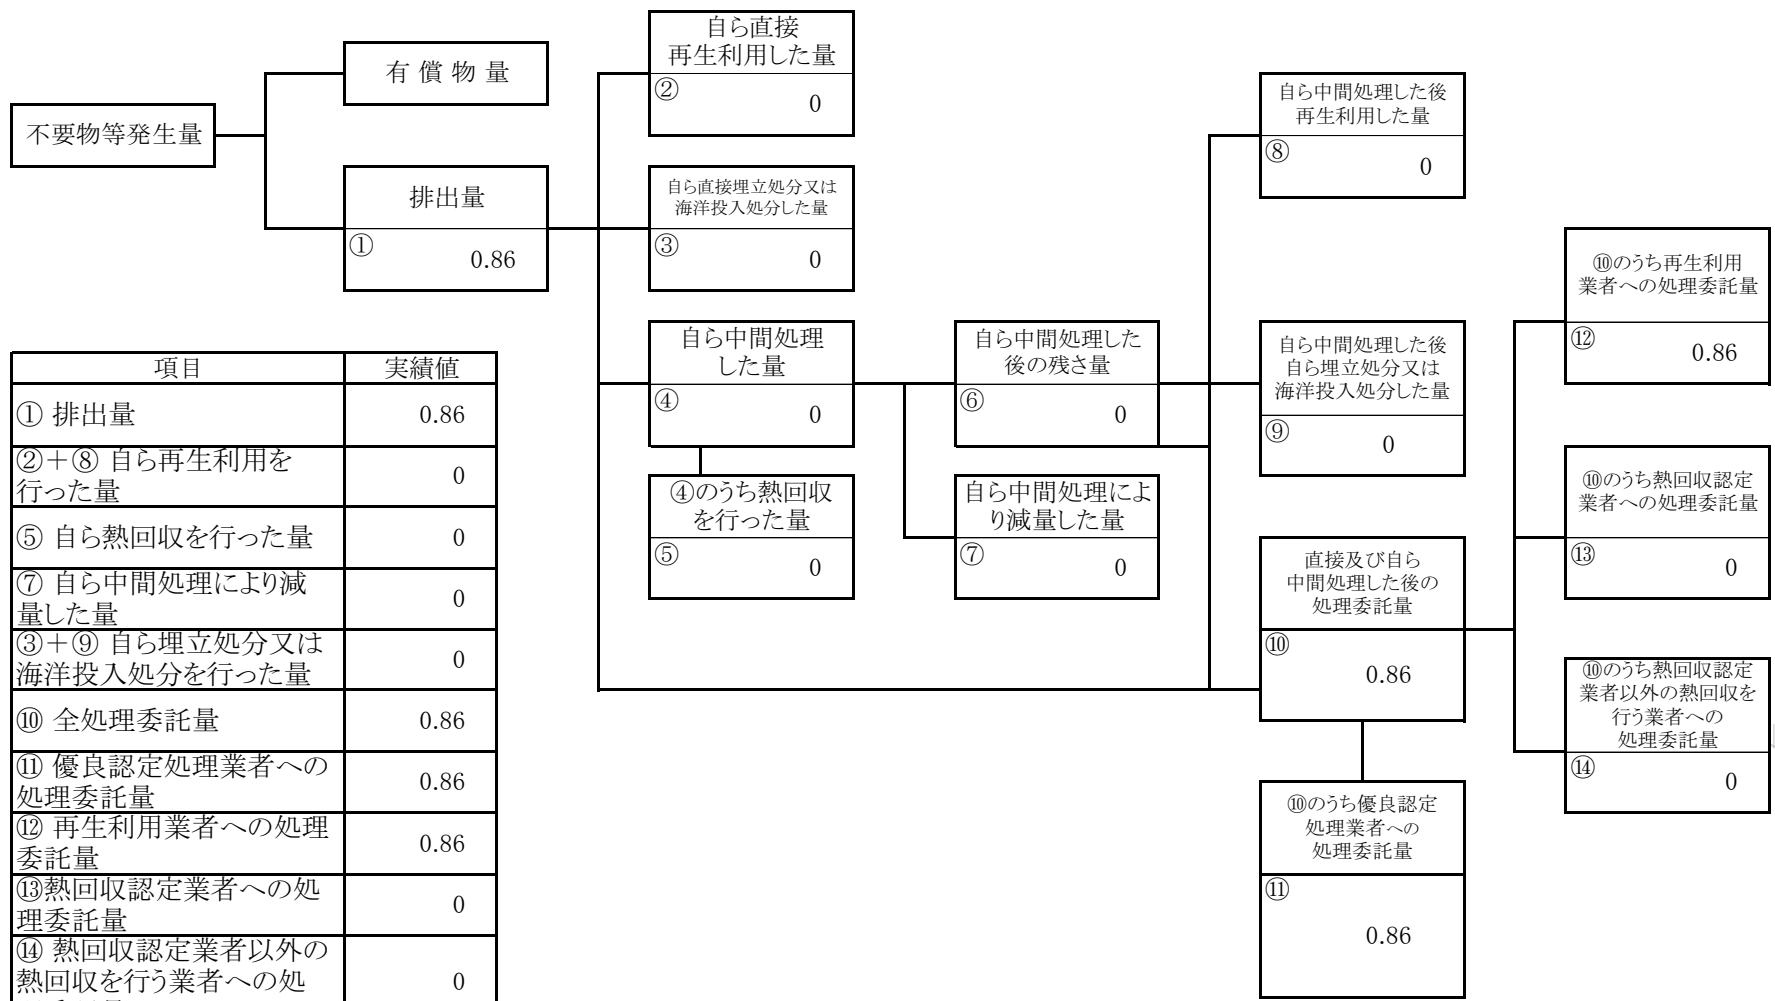 不要物等発生量
有 償 物 量
排出量
①
0.86
自ら直接
再生利用した量
②
0
自ら直接埋立処分又は
海洋投入処分した量
③
0
自ら中間処理
した量
④
0
④のうち熱回収
を行った量
⑤
0
自ら中間処理した
後の残さ量
⑥
0
自ら中間処理によ
り減量した量
⑦
0
自ら中間処理した後
再生利用した量
⑧
0
自ら中間処理した後
自ら埋立処分又は
海洋投入処分した量
⑨
0
直接及び自ら
中間処理した後の
処理委託量
⑩
0.86
⑩のうち優良認定
処理業者への
処理委託量
⑪
0.86
⑩のうち再生利用
業者への処理委託量
⑫
0.86
⑩のうち熱回収認定
業者への処理委託量
⑬
0
⑩のうち熱回収認定
業者以外の熱回収を
行う業者への
処理委託量
⑭
0
項目 実績値
① 排出量 0.86
②+⑧ 自ら再生利用を
行った量 0
⑤ 自ら熱回収を行った量 0
⑦ 自ら中間処理により減
量した量 0
③+⑨ 自ら埋立処分又は
海洋投入処分を行った量 0
⑩ 全処理委託量 0.86
⑪ 優良認定処理業者への
処理委託量 0.86
⑫ 再生利用業者への処理
委託量 0.86
⑬熱回収認定業者への処
理委託量 0
⑭ 熱回収認定業者以外の
熱回収を行う業者への処 0